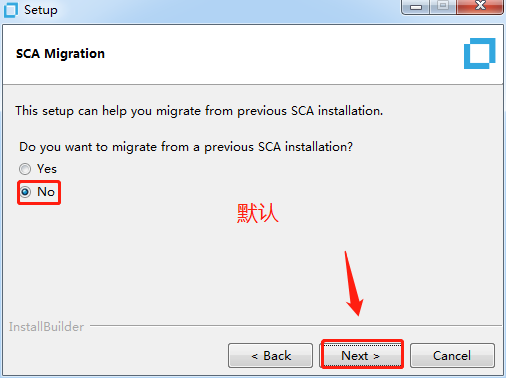 Setup
SCA Migration
This setup can help you migrate from previous SCA installation.
Do you want to migrate from a previous SCA installation?
Yes
No
默认
InstallBuilder
< Back
Next >
Cancel